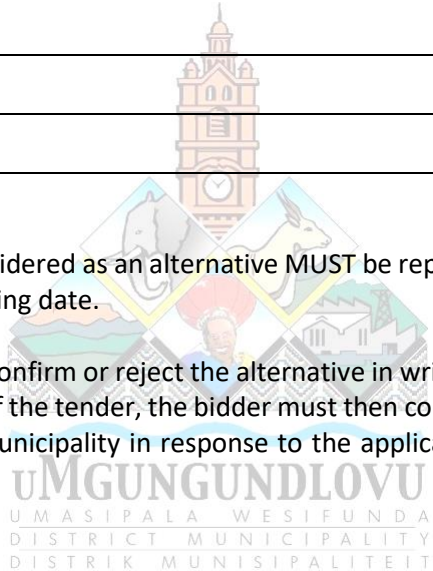 idered as an alternative MUST be rep
ing date.
onfirm or reject the alternative in wri
f the tender, the bidder must then co
unicipality in response to the applica
uMGUNGUNDLOVU
UMASIPALA WESIFUNDA
DISTRICT MUNICIPALITY
DISTRIK MUNISIPALITEIT